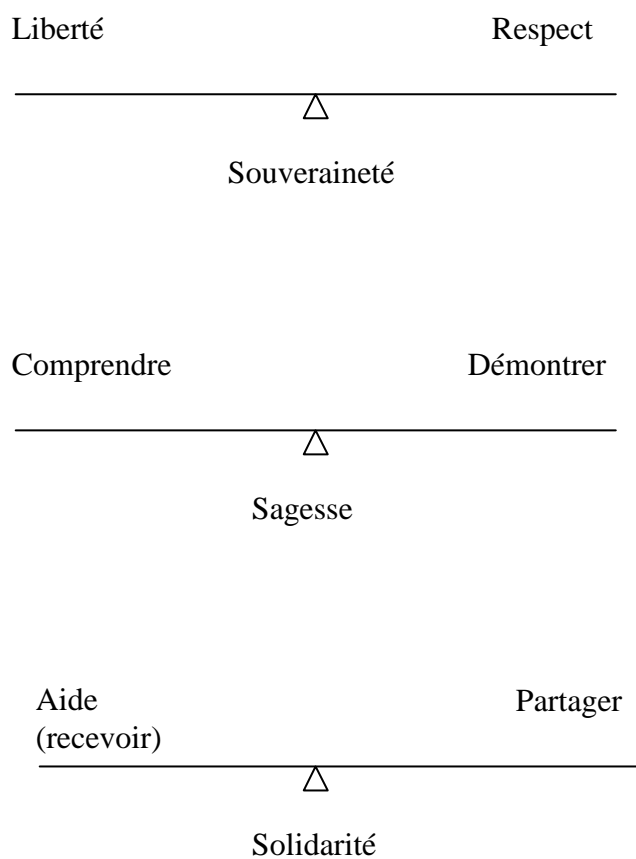 Liberté Respect
Souveraineté
Comprendre Démontrer
Sagesse
Aide Partager
(recevoir)
Solidarité